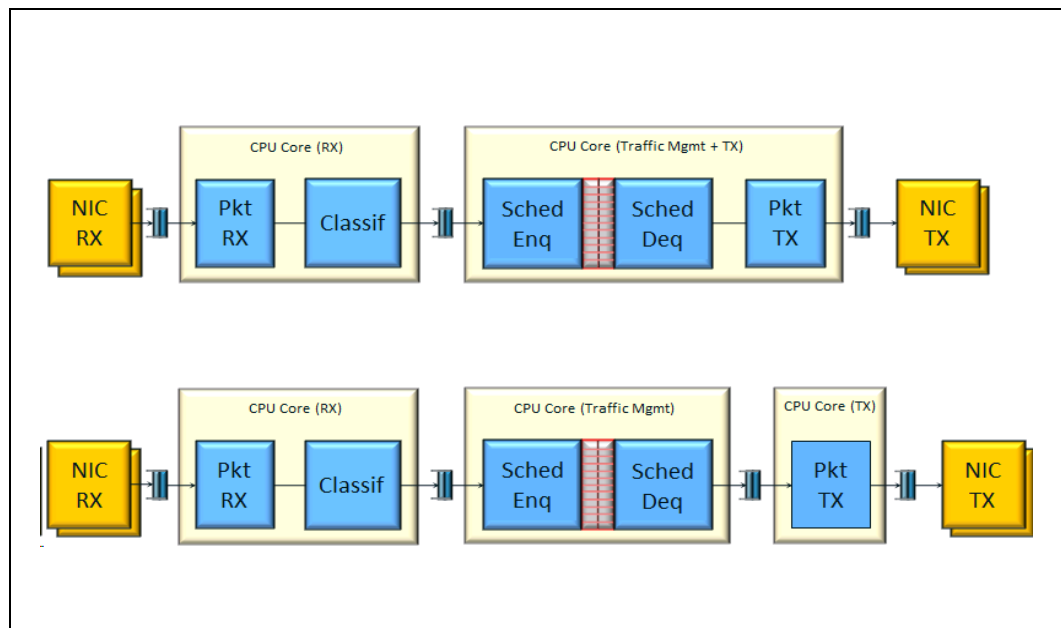 CPU Core (RX)
CPU Core (Traffic Mgmt + TX)
NIC
RX
Pkt
RX
Classif
Sched
Enq
Sched
Deq
Pkt
TX
NIC
TX
CPU Core (RX)
CPU Core (Traffic Mgmt)
CPU Core (TX)
NIC
RX
Pkt
RX
Classif
Sched
Enq
Sched
Deq
Pkt
TX
NIC
TX